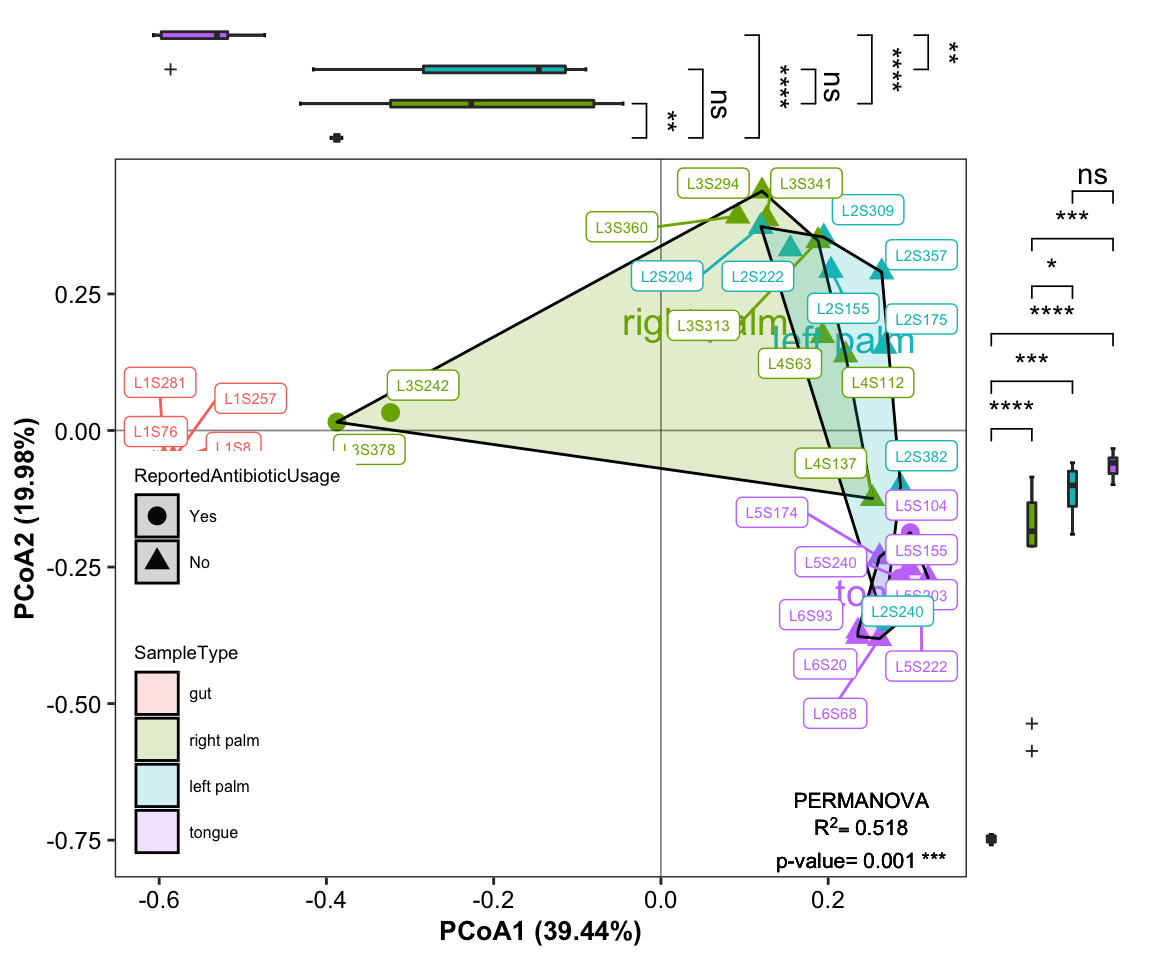 **
ns
****
ns
****
**
ns
***
*
****
***
****
L3S294
L3S341
L2S309
L3S360
L2S357
L2S204
L2S222
L2S155
L2S175
right palm
L3S313
left palm
L4S63
L4S112
L1S281
L1S257
L3S242
L1S76
L1S8
L3S378
L4S137
L2S382
L5S174
L5S104
L5S240
L5S155
L5S203
L6S93
L2S240
L6S20
L5S222
L6S68
ReportedAntibioticUsage
Yes
No
SampleType
gut
right palm
left palm
tongue
PERMANOVA
R²= 0.518
p-value= 0.001 ***
0.25
0.00
-0.25
-0.50
-0.75
PCoA2 (19.98%)
-0.6
-0.4
-0.2
0.0
0.2
PCoA1 (39.44%)